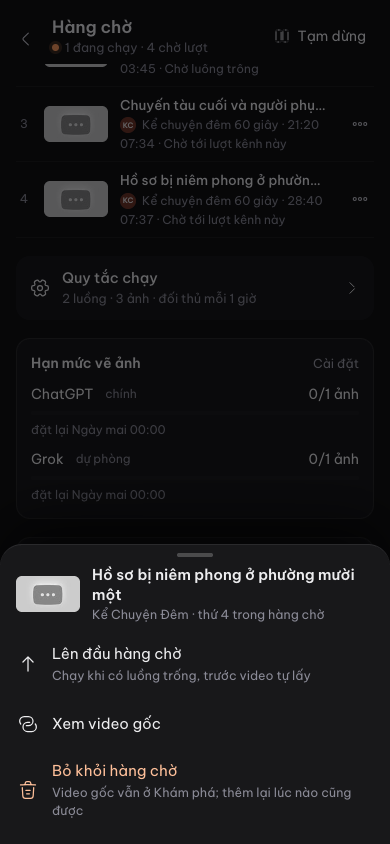 Hàng chờ
1 đang chạy · 4 chờ lượt
Tạm dừng
03:45 · Chờ luồng trống
3
Chuyến tàu cuối và người phụ...
KC Kể chuyện đêm 60 giây · 21:20
07:34 · Chờ tới lượt kênh này
4
Hồ sơ bị niêm phong ở phườn...
KC Kể chuyện đêm 60 giây · 28:40
07:37 · Chờ tới lượt kênh này
Quy tắc chạy
2 luồng · 3 ảnh · đối thủ mỗi 1 giờ
Hạn mức vẽ ảnh
Cài đặt
ChatGPT chính
0/1 ảnh
đặt lại Ngày mai 00:00
Grok dự phòng
0/1 ảnh
đặt lại Ngày mai 00:00
Hồ sơ bị niêm phong ở phường mười
một
Kể Chuyện Đêm · thứ 4 trong hàng chờ
Lên đầu hàng chờ
Chạy khi có luồng trống, trước video tự lấy
Xem video gốc
Bỏ khỏi hàng chờ
Video gốc vẫn ở Khám phá; thêm lại lúc nào cũng
được